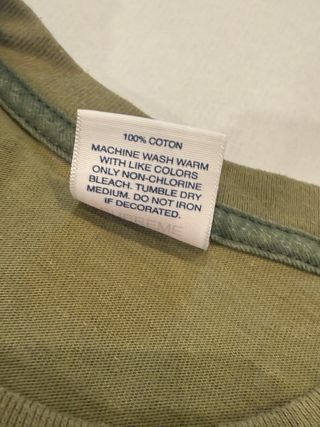 100% COTTON
MACHINE WASH WARM
WITH LIKE COLORS
ONLY NON-CHLORINE
BLEACH. TUMBLE DRY
MEDIUM. DO NOT IRON
IF DECORATED.